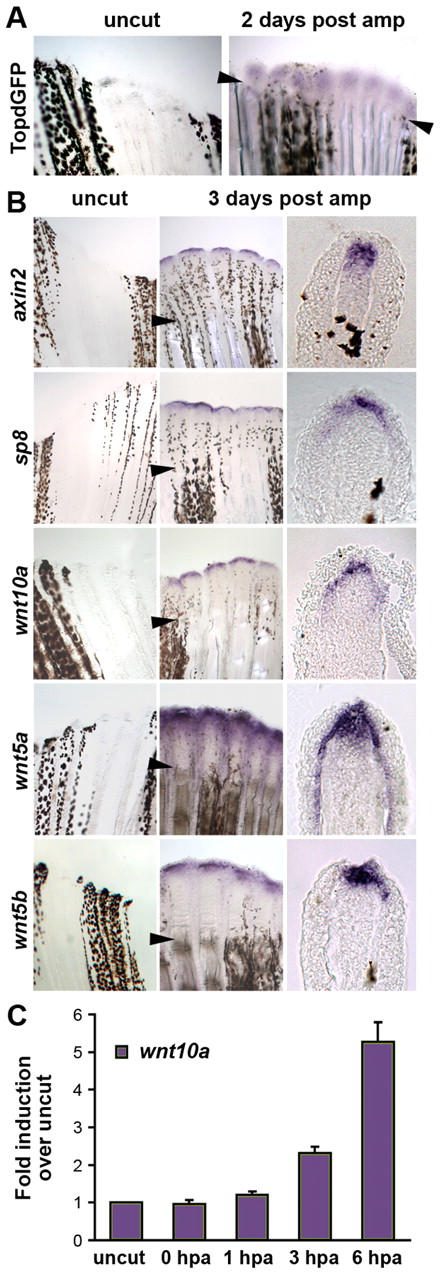 A
uncut
2 days post amp
TopdGFP
B
uncut
3 days post amp
axin2
sp8
wnt10a
wnt5a
wnt5b
C
Fold induction
over uncut
6
5
4
3
2
1
0
wnt10a
uncut
0 hpa
1 hpa
3 hpa
6 hpa